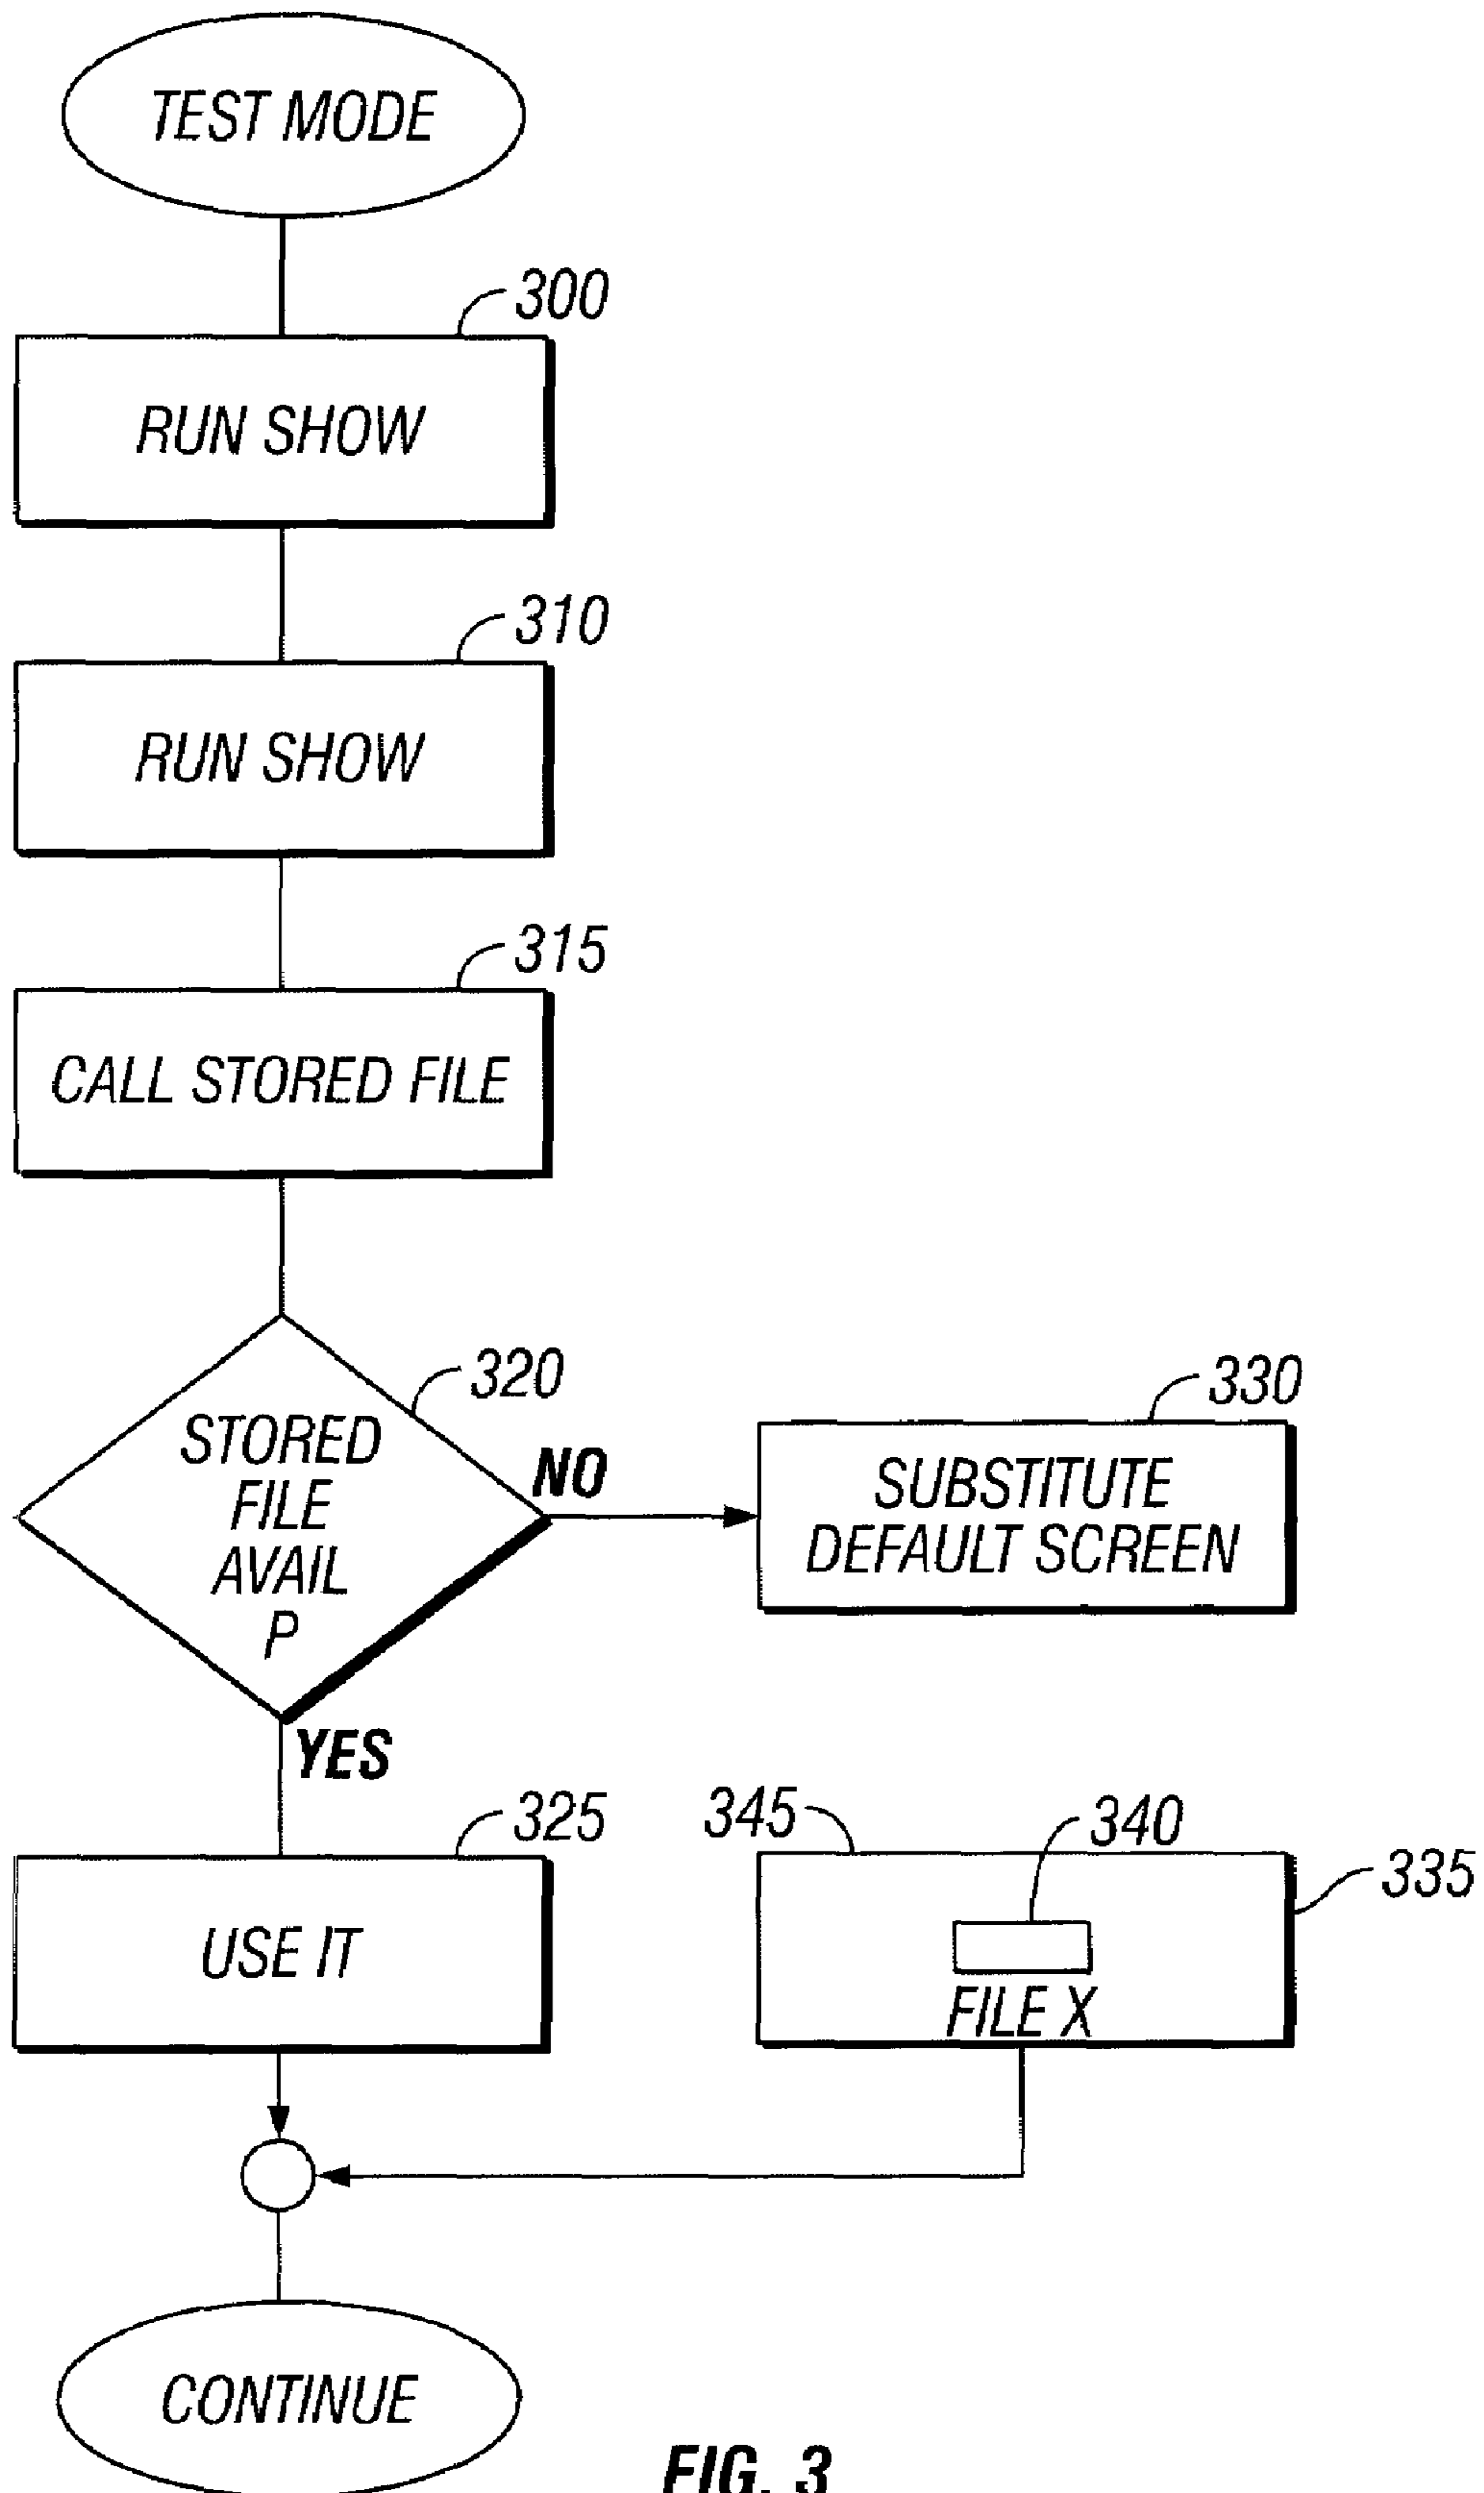 TEST MODE
300
RUN SHOW
310
RUN SHOW
315
CALL STORED FILE
320
STORED
FILE
AVAIL
P
NO
330
SUBSTITUTE
DEFAULT SCREEN
YES
325
USE IT
345
340
335
FILE X
CONTINUE
FIG. 3